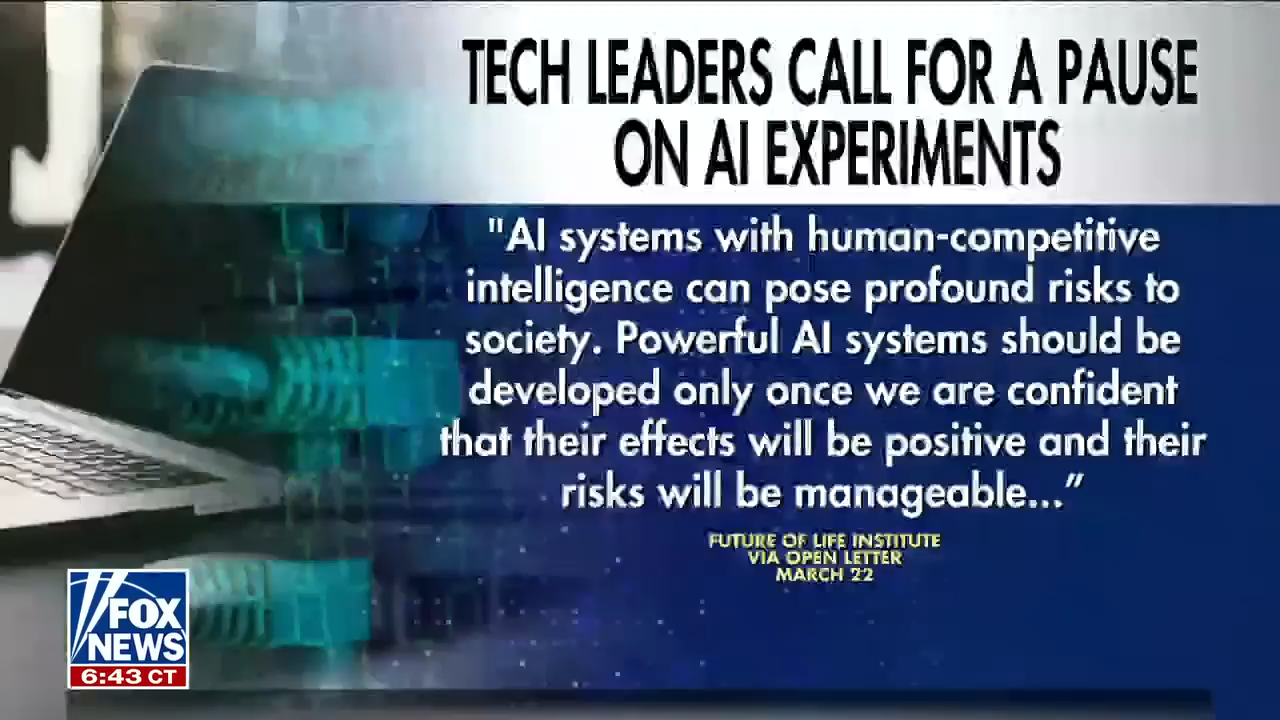 TECH LEADERS CALL FOR A PAUSE
ON AI EXPERIMENTS
"AI systems with human-competitive
intelligence can pose profound risks to
society. Powerful AI systems should be
developed only once we are confident
that their effects will be positive and their
risks will be manageable...”
FUTURE OF LIFE INSTITUTE
VIA OPEN LETTER
MARCH 22
FOX
NEWS
6:43 CT